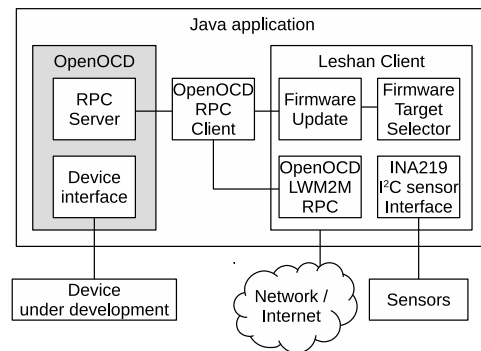 Java application
OpenOCD
RPC
Server
Device
interface
OpenOCD
RPC
Client
Leshan Client
Firmware
Update
Firmware
Target
Selector
OpenOCD
LWM2M
RPC
INA219
I²C sensor
Interface
Device
under development
Network /
Internet
Sensors